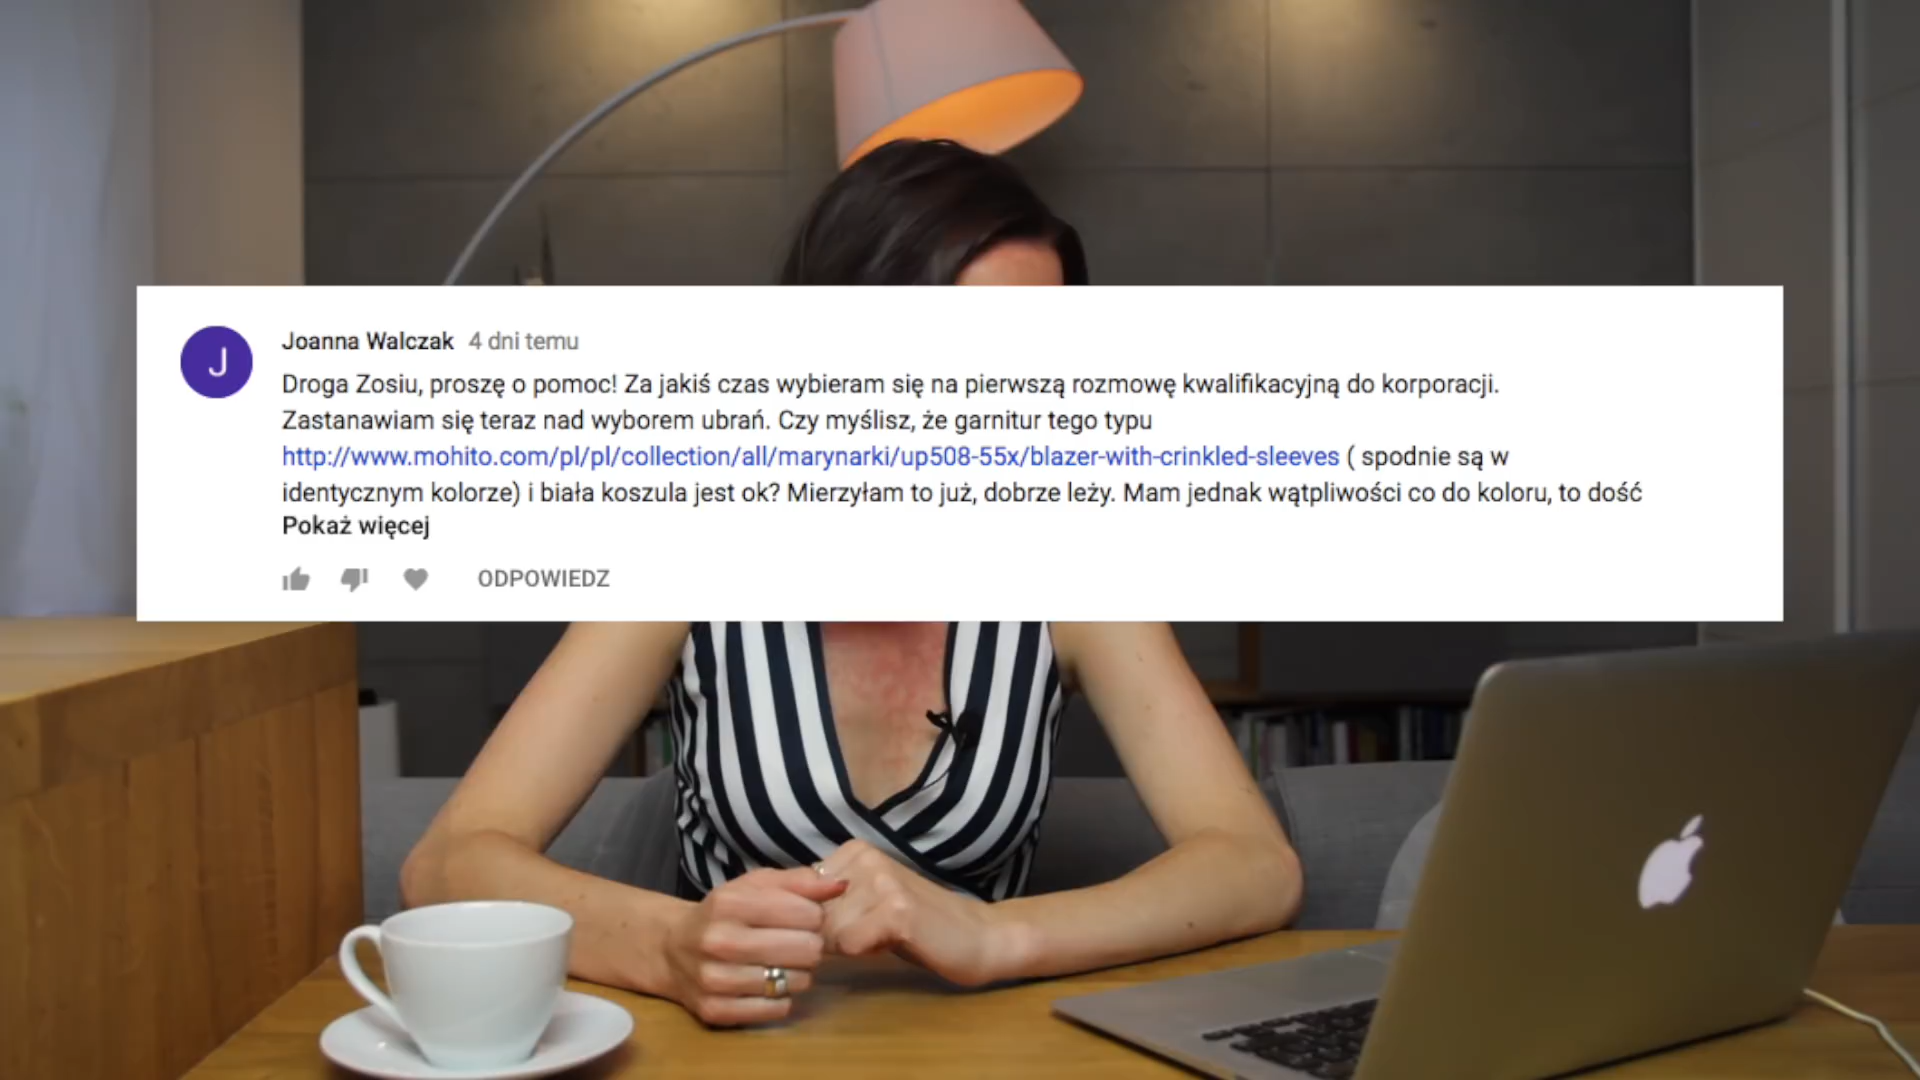 J
Joanna Walczak 4 dni temu
Droga Zosiu, proszę o pomoc! Za jakiś czas wybieram się na pierwszą rozmowę kwalifikacyjną do korporacji.
Zastanawiam się teraz nad wyborem ubrań. Czy myślisz, że garnitur tego typu
http://www.mohito.com/pl/pl/collection/all/marynarki/up508-55x/blazer-with-crinkled-sleeves ( spodnie są w
identycznym kolorze) i biała koszula jest ok? Mierzyłam to już, dobrze leży. Mam jednak wątpliwości co do koloru, to dość
Pokaż więcej
ODPOWIEDZ